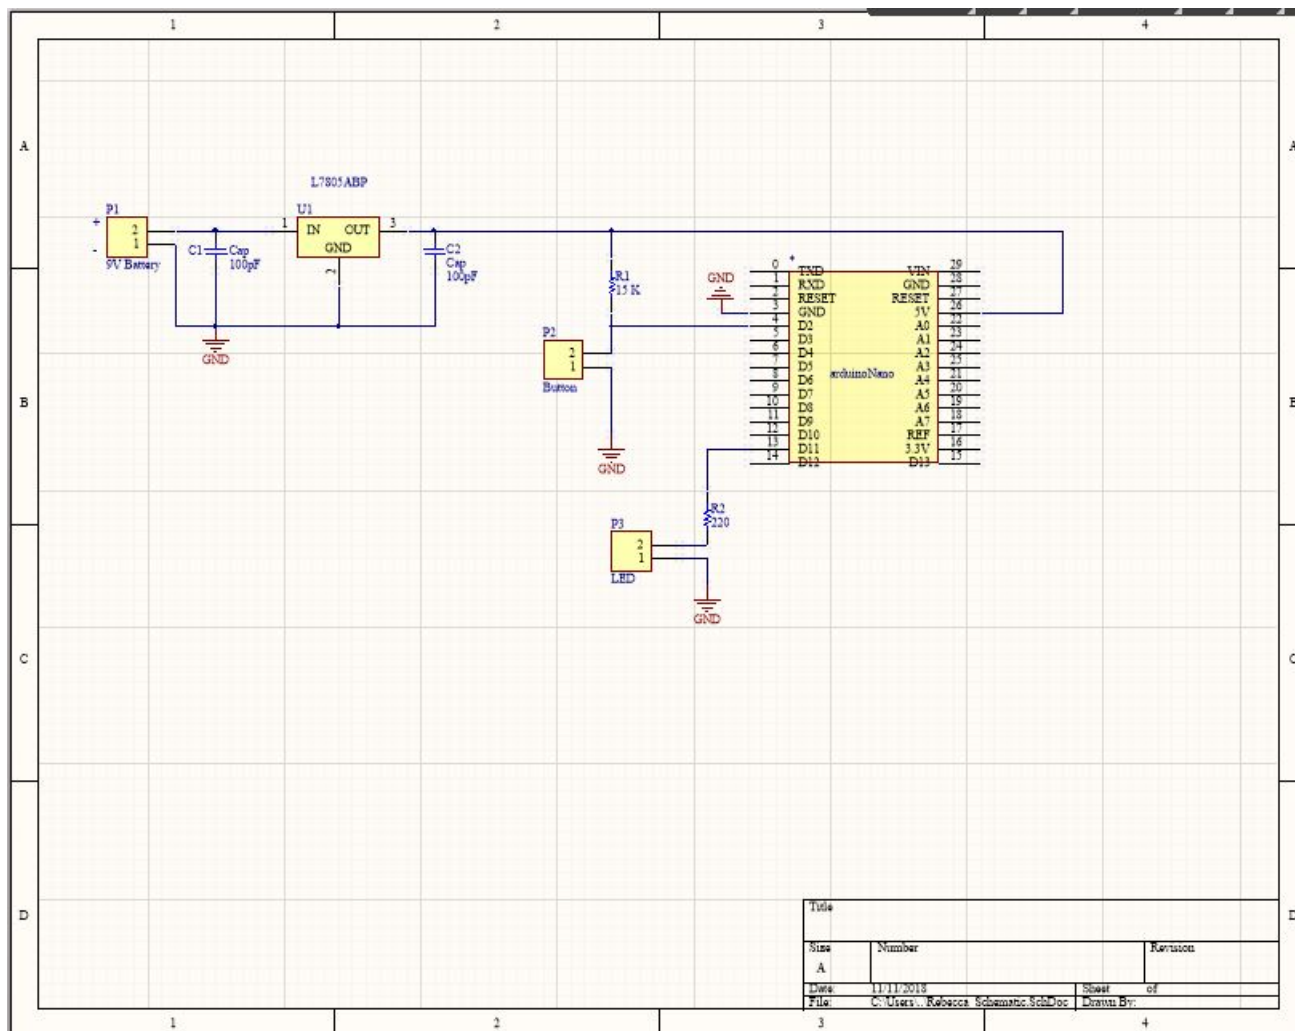 1 2 3 4
A A
L7805ABP
P1
U1
+ 2 1 IN OUT 3
- 1 GND
9V Battery
C1 Cap
100pF
2
C2
Cap
100pF
R1
15 K
GND
GND
P2
2
1
Button
GND
0 TXD VIN 29
1 RXD GND 28
2 RESET RESET 27
3 GND 5V 26
4 D2 A0 22
5 D3 A1 23
6 D4 A2 24
7 D5 A3 25
8 D6 A4 21
9 D7 A5 20
10 D8 A6 19
11 D9 A7 18
12 D10 REF 17
13 D11 3.3V 16
14 D12 D13 15
arduinoNano
B B
R2
220
P3
2
1
LED
GND
C C
D D
Title
Size Number Revision
A
Date: 11/11/2018 Sheet of
File: C:\Users\.. Rebecca Schematic.SchDoc Drawn By:
1 2 3 4